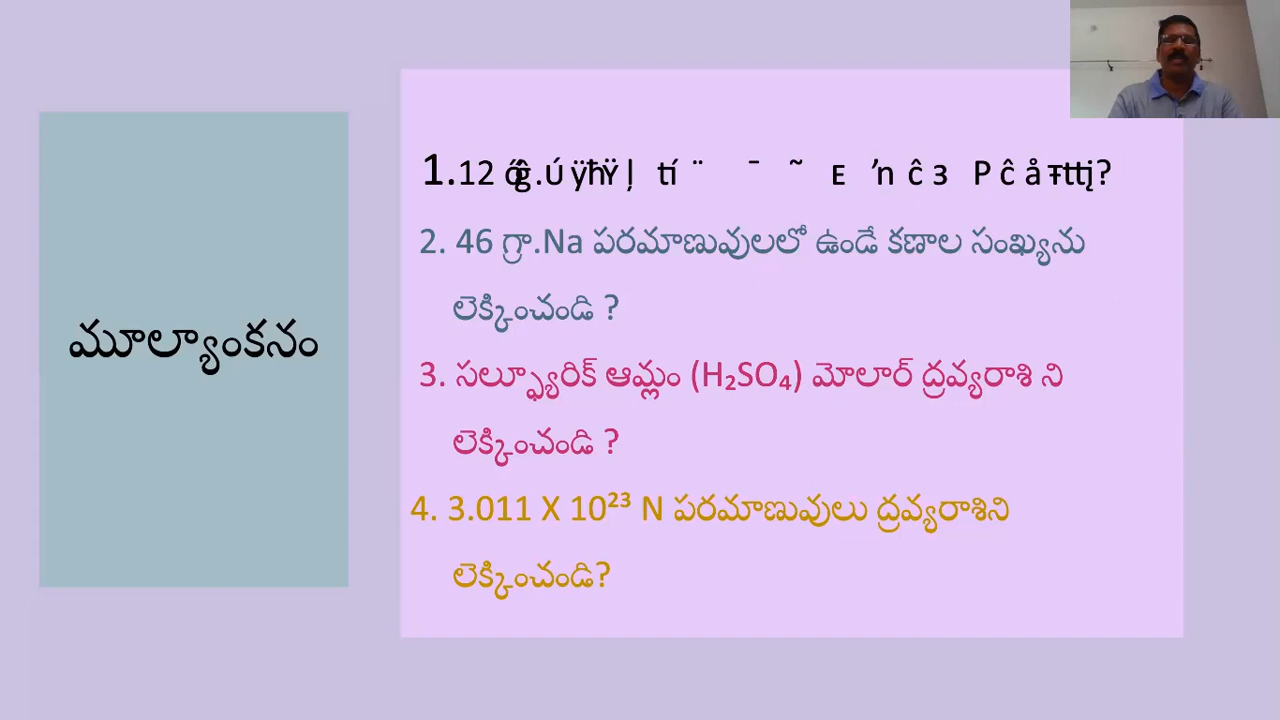 మూల్యాంకనం
1.12
2. 46 గ్రా.Na పరమాణువులలో ఉండే కణాల సంఖ్యను
లెక్కించండి ?
3. సల్ఫ్యూరిక్ ఆమ్లం (H₂SO₄) మోలార్ ద్రవ్యరాశి ని
లెక్కించండి ?
4. 3.011 X 10²³ N పరమాణువులు ద్రవ్యరాశిని
లెక్కించండి?